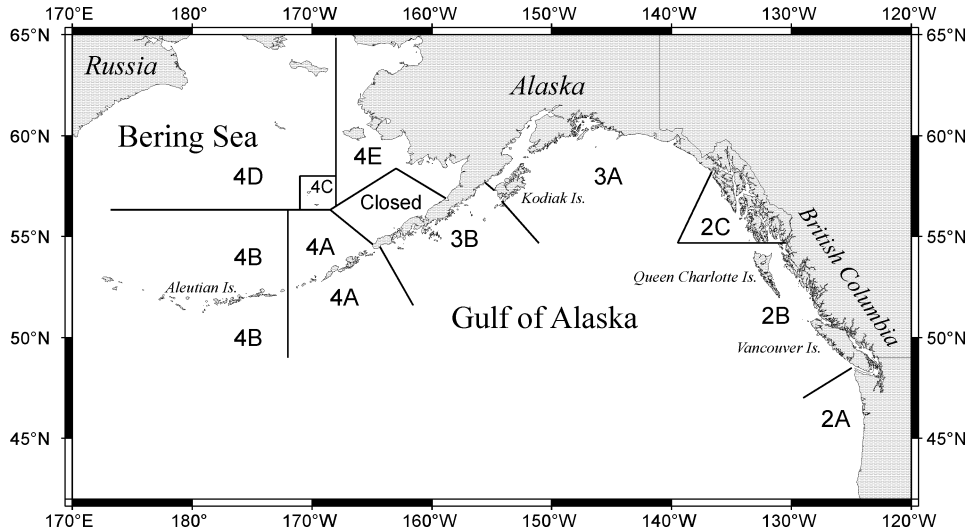 170°E 180° 170°W 160°W 150°W 140°W 130°W 120°W
65°N 65°N
Russia
Alaska
60°N 60°N
Bering Sea
4E
4D 4C 3A
Closed Kodiak Is.
2C
55°N 55°N
3B
4B 4A
British Columbia
Queen Charlotte Is.
Aleutian Is.
4A
Gulf of Alaska 2B
50°N 50°N
4B
Vancouver Is.
2A
45°N 45°N
170°E 180° 170°W 160°W 150°W 140°W 130°W 120°W